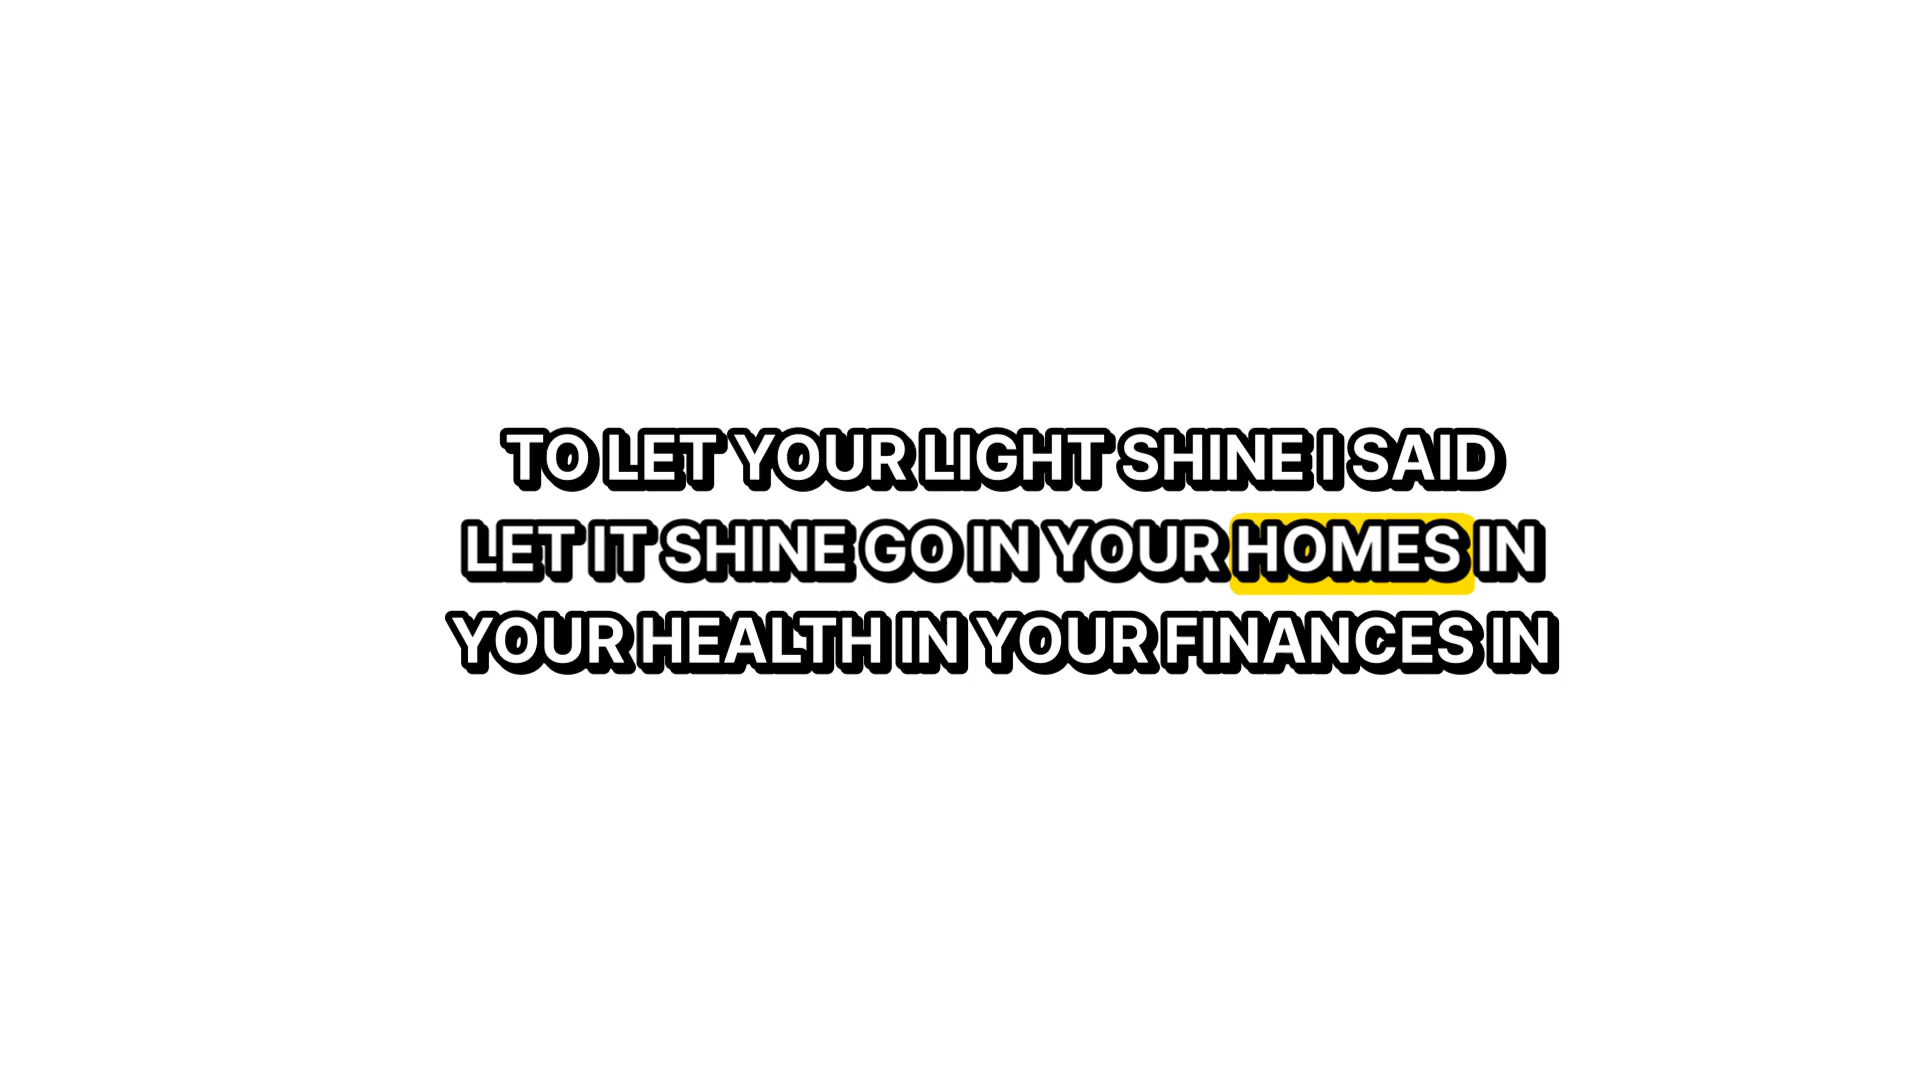 TO LET YOUR LIGHT SHINE I SAID
LET IT SHINE GO IN YOUR HOMES IN
YOUR HEALTH IN YOUR FINANCES IN